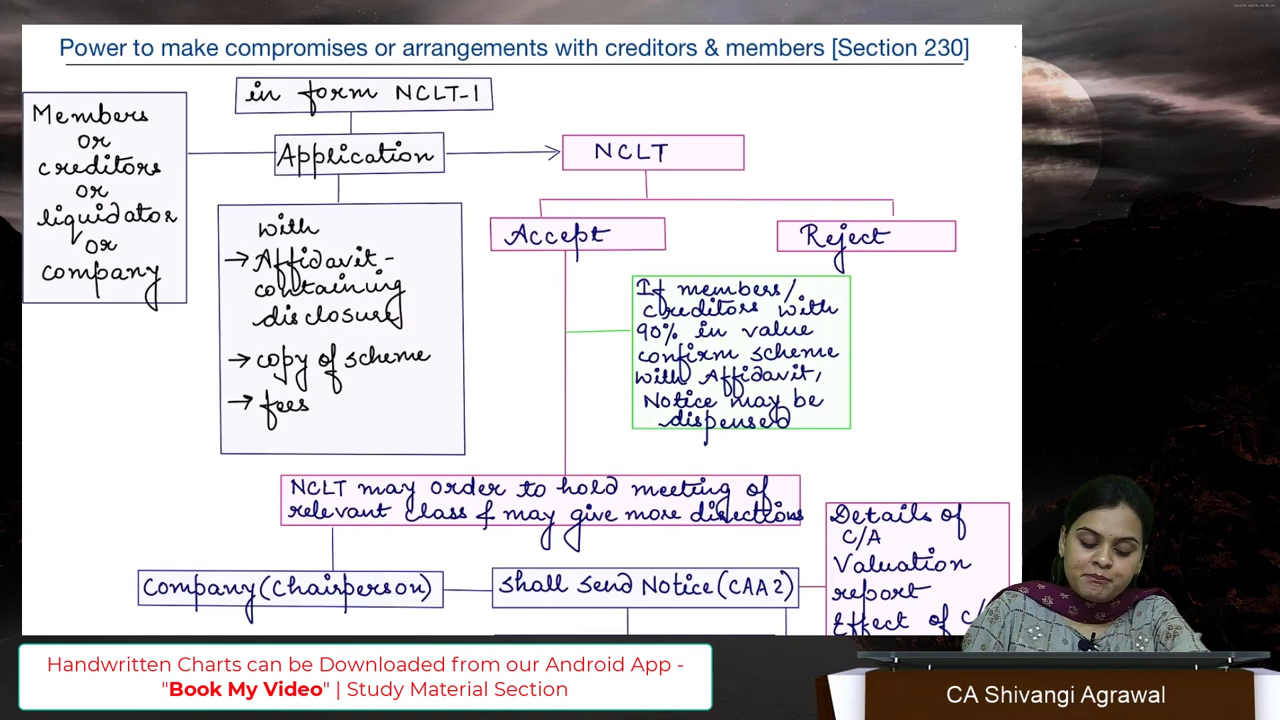 Power to make compromises or arrangements with creditors & members [Section 230]
in form NCLT-1
Members
or
creditors
or
liquidator
or
company
Application
NCLT
with
→ Affidavit -
containing
disclosure
→ copy of scheme
→ fees
Accept
Reject
If members/
creditors with
90% in value
confirm scheme
with Affidavit,
Notice may be
dispensed
NCLT may order to hold meeting of
relevant class & may give more directions
Company (Chairperson)
shall send Notice (CAA 2)
Details of
C/A
Valuation
report
Effect of C/
Handwritten Charts can be Downloaded from our Android App -
"Book My Video" | Study Material Section
CA Shivangi Agrawal